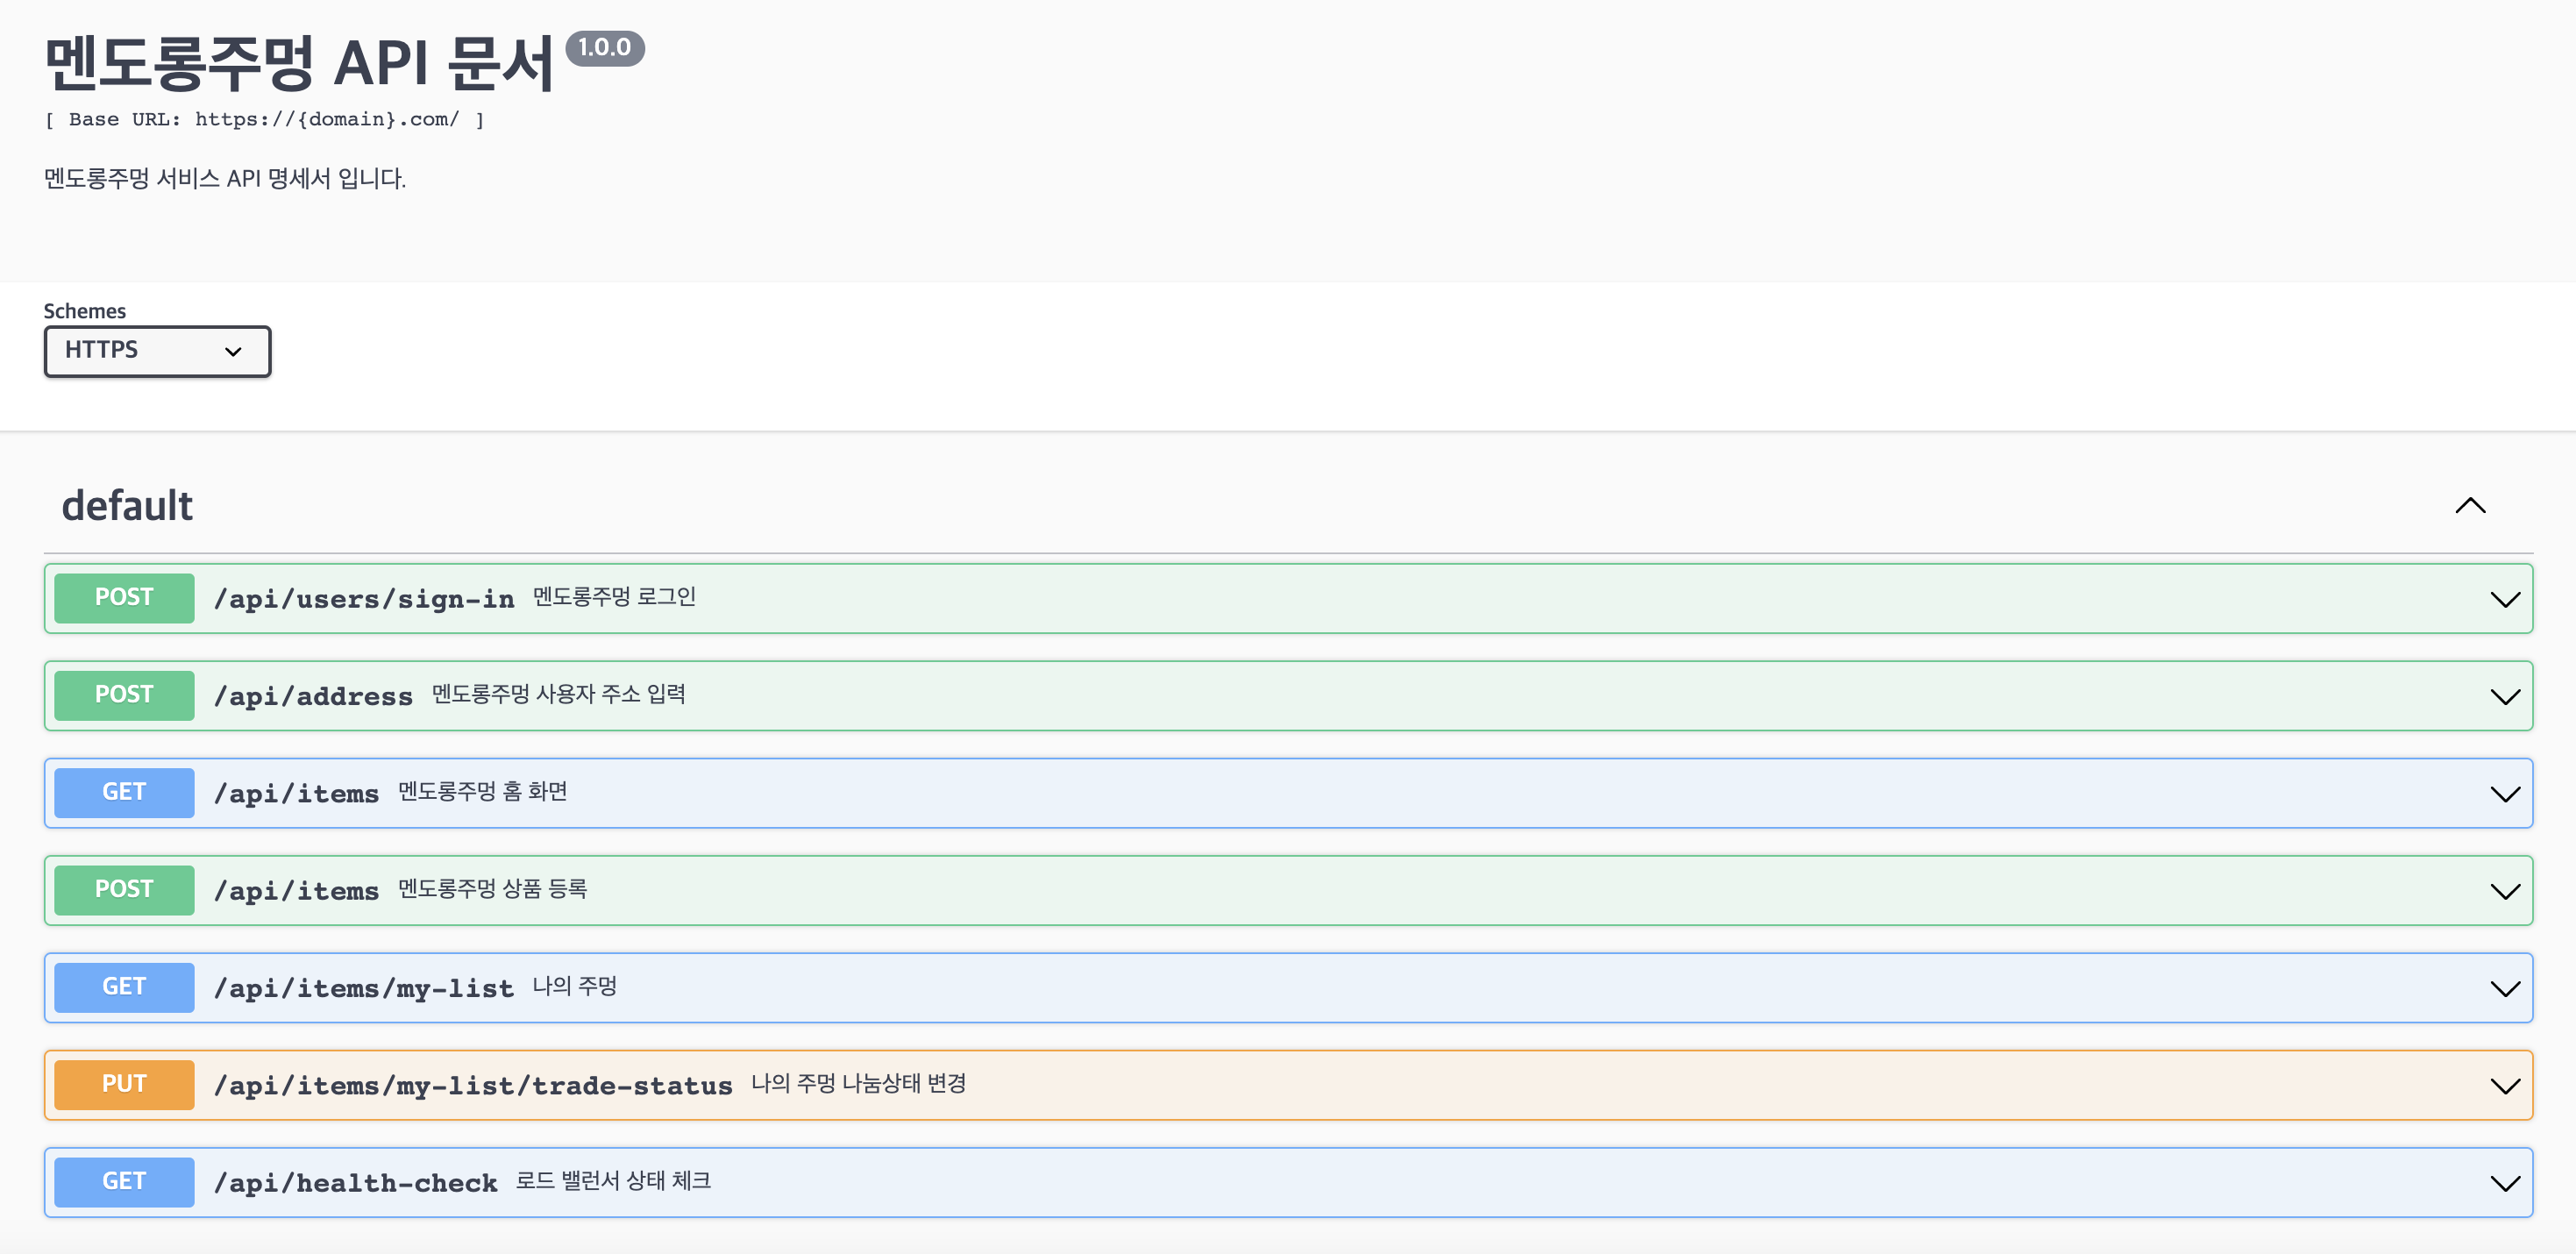 멘도롱주멍 API 문서 1.0.0
[ Base URL: https://{domain}.com/ ]
멘도롱주멍 서비스 API 명세서 입니다.
Schemes
HTTPS
default
POST /api/users/sign-in 멘도롱주멍 로그인
POST /api/address 멘도롱주멍 사용자 주소 입력
GET /api/items 멘도롱주멍 홈 화면
POST /api/items 멘도롱주멍 상품 등록
GET /api/items/my-list 나의 주멍
PUT /api/items/my-list/trade-status 나의 주멍 나눔상태 변경
GET /api/health-check 로드 밸런서 상태 체크